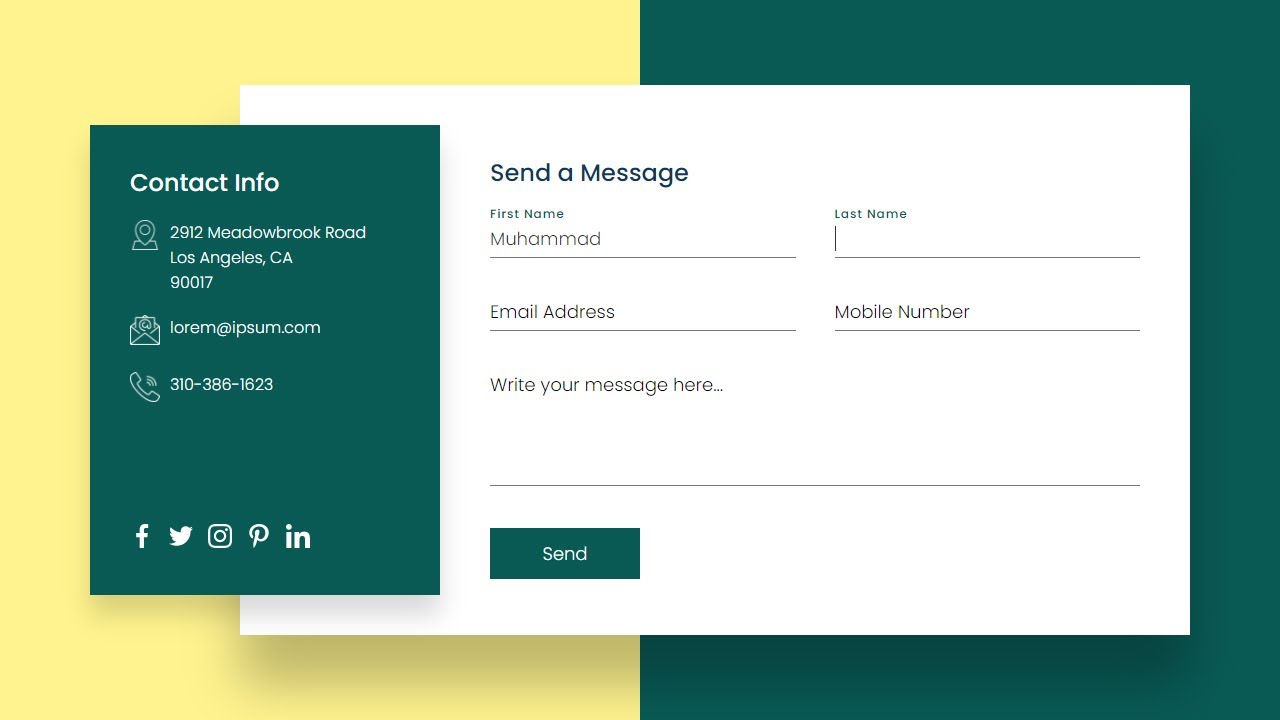 Contact Info
2912 Meadowbrook Road
Los Angeles, CA
90017
lorem@ipsum.com
310-386-1623
Send a Message
First Name
Last Name
Muhammad
Email Address
Mobile Number
Write your message here...
Send